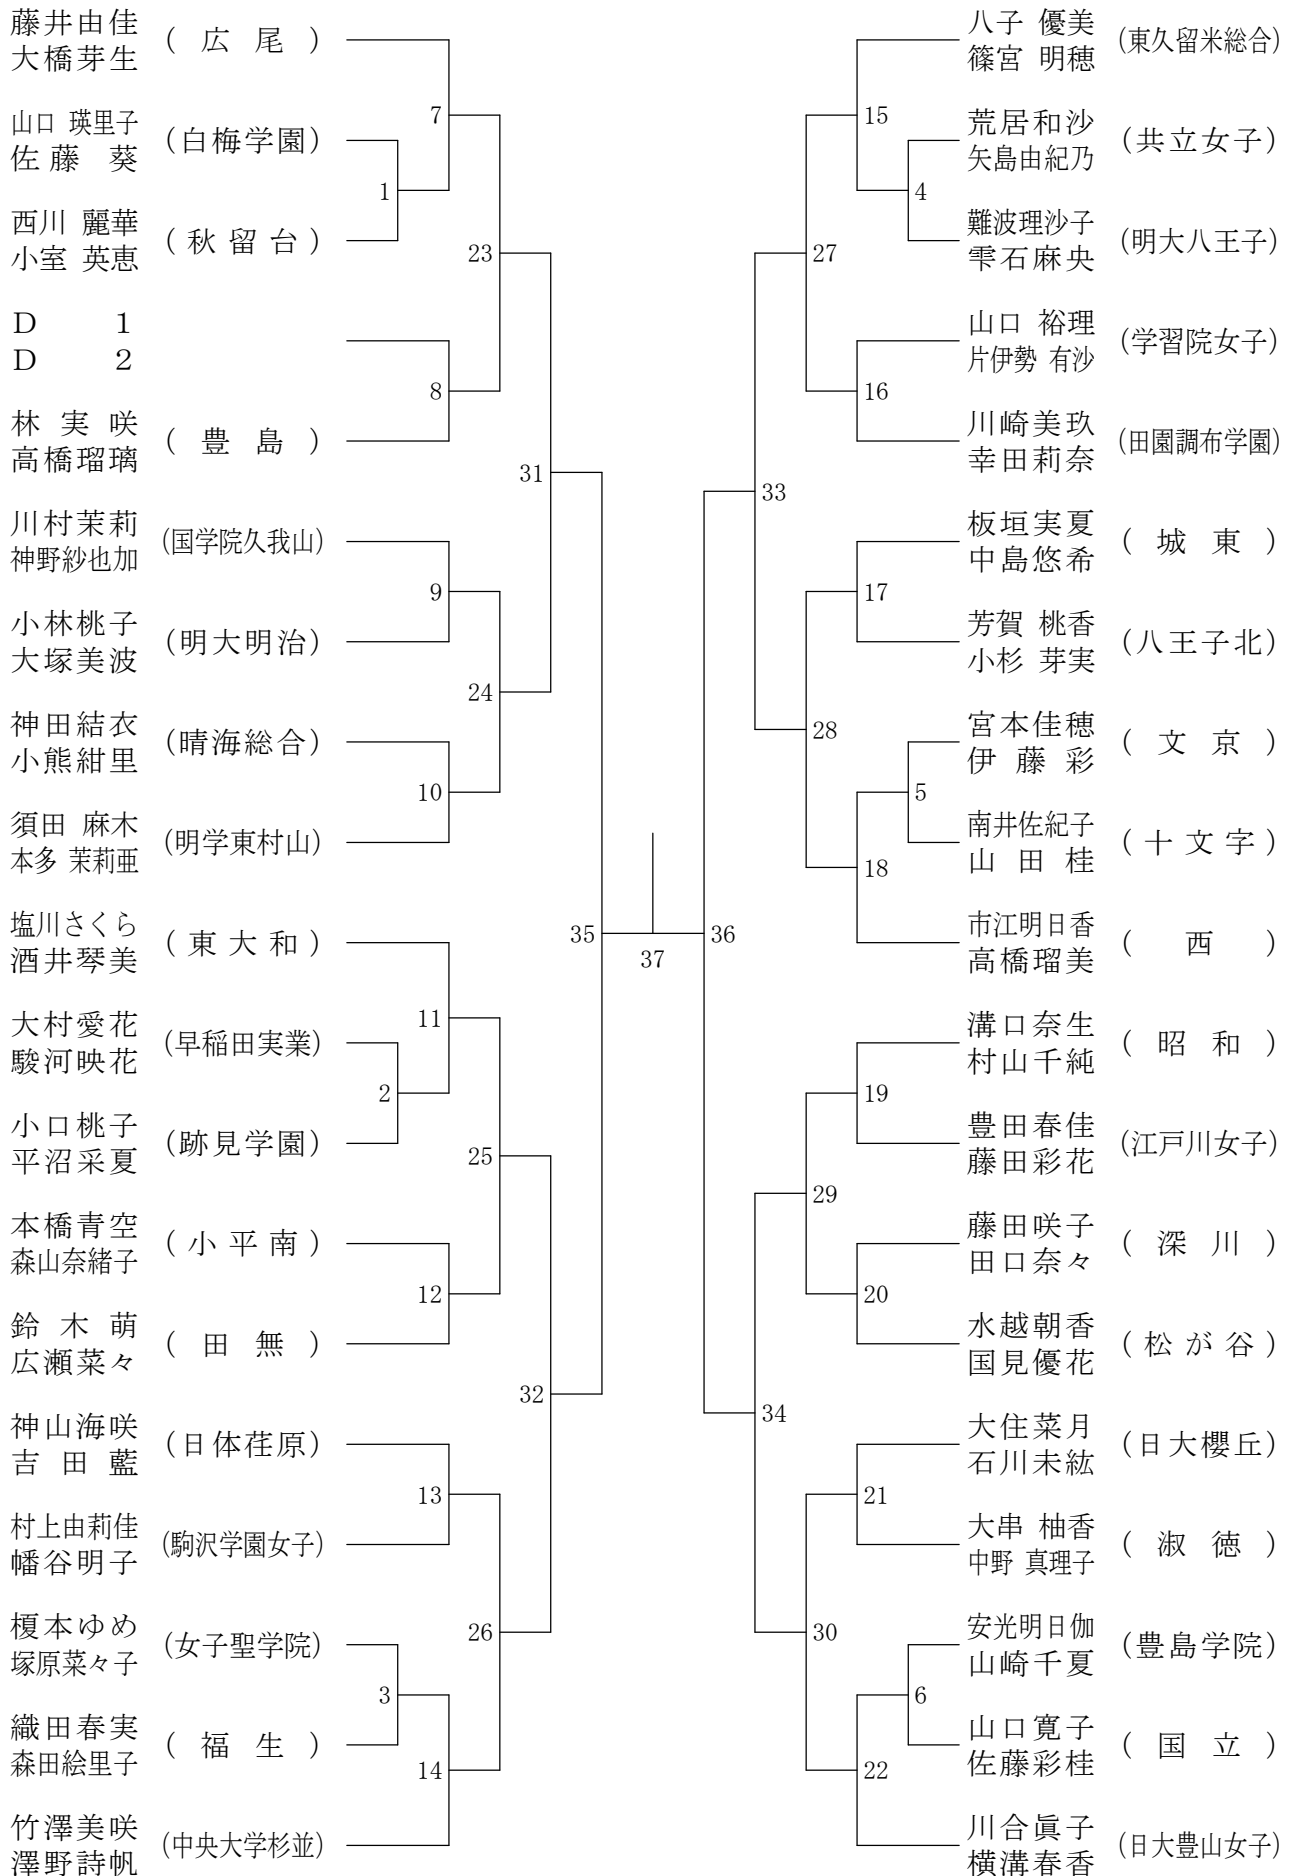 藤井由佳
大橋芽生
(広尾)
山口 瑛里子
佐藤 葵
(白梅学園)
西川 麗華
小室 英恵
(秋留台)
D 1
D 2
林 実咲
高橋瑠璃
(豊島)
川村茉莉
神野紗也加
(国学院久我山)
小林桃子
大塚美波
(明大明治)
神田結衣
小熊紺里
(晴海総合)
須田 麻木
本多 茉莉亜
(明学東村山)
塩川さくら
酒井琴美
(東大和)
大村愛花
駿河映花
(早稲田実業)
小口桃子
平沼采夏
(跡見学園)
本橋青空
森山奈緒子
(小平南)
鈴木 萌
広瀬菜々
(田無)
神山海咲
吉田 藍
(日体荏原)
村上由莉佳
幡谷明子
(駒沢学園女子)
榎本ゆめ
塚原菜々子
(女子聖学院)
織田春実
森田絵里子
(福生)
竹澤美咲
澤野詩帆
(中央大学杉並)
7
1
23
8
31
9
24
10
35
11
2
25
12
32
13
26
3
14
37
36
15
4
27
16
33
17
28
5
18
19
29
20
34
21
30
6
22
八子 優美
篠宮 明穂
(東久留米総合)
荒居和沙
矢島由紀乃
(共立女子)
難波理沙子
雫石麻央
(明大八王子)
山口 裕理
片伊勢 有沙
(学習院女子)
川崎美玖
幸田莉奈
(田園調布学園)
板垣実夏
中島悠希
(城東)
芳賀 桃香
小杉 芽実
(八王子北)
宮本佳穂
伊藤 彩
(文京)
南井佐紀子
山田 桂
(十文字)
市江明日香
高橋瑠美
(西)
溝口奈生
村山千純
(昭和)
豊田春佳
藤田彩花
(江戸川女子)
藤田咲子
田口奈々
(深川)
水越朝香
国見優花
(松が谷)
大住菜月
石川未紘
(日大櫻丘)
大串 柚香
中野 真理子
(淑徳)
安光明日伽
山崎千夏
(豊島学院)
山口寛子
佐藤彩桂
(国立)
川合眞子
横溝春香
(日大豊山女子)